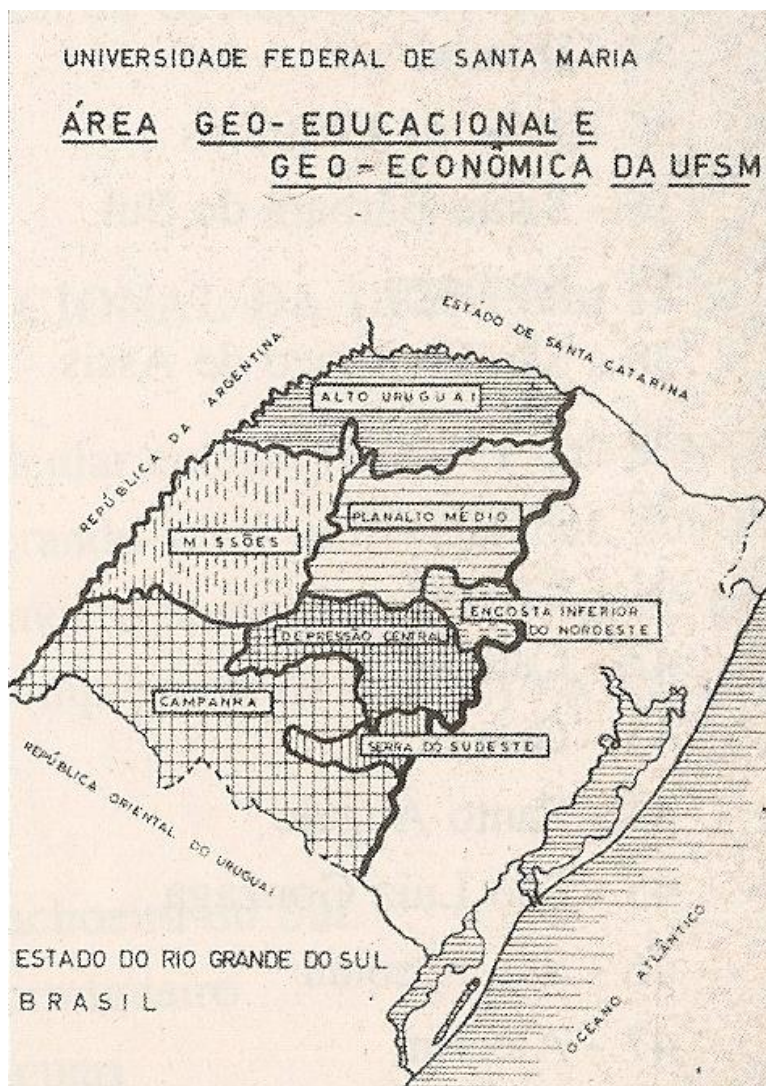 UNIVERSIDADE FEDERAL DE SANTA MARIA
ÁREA GEO-EDUCACIONAL E
GEO-ECONÔMICA DA UFSM
ESTADO DE SANTA CATARINA
REPÚBLICA DA ARGENTINA
ALTO URUGUAI
PLANALTO MÉDIO
MISSÕES
ENCOSTA INFERIOR
DO NOROESTE
DEPRESSÃO CENTRAL
CAMPANHA
SERRA DO SUDESTE
REPÚBLICA ORIENTAL DO URUGUAI
OCEANO ATLÂNTICO
ESTADO DO RIO GRANDE DO SUL
BRASIL